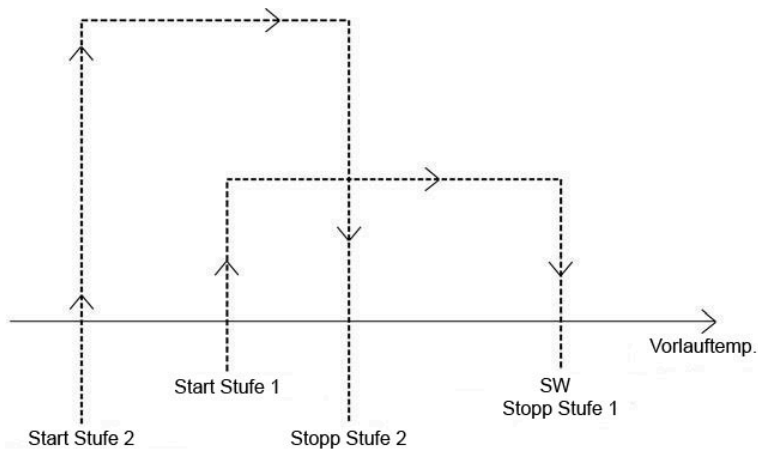 Vorlauftemp.
Start Stufe 1
SW
Stopp Stufe 1
Start Stufe 2
Stopp Stufe 2